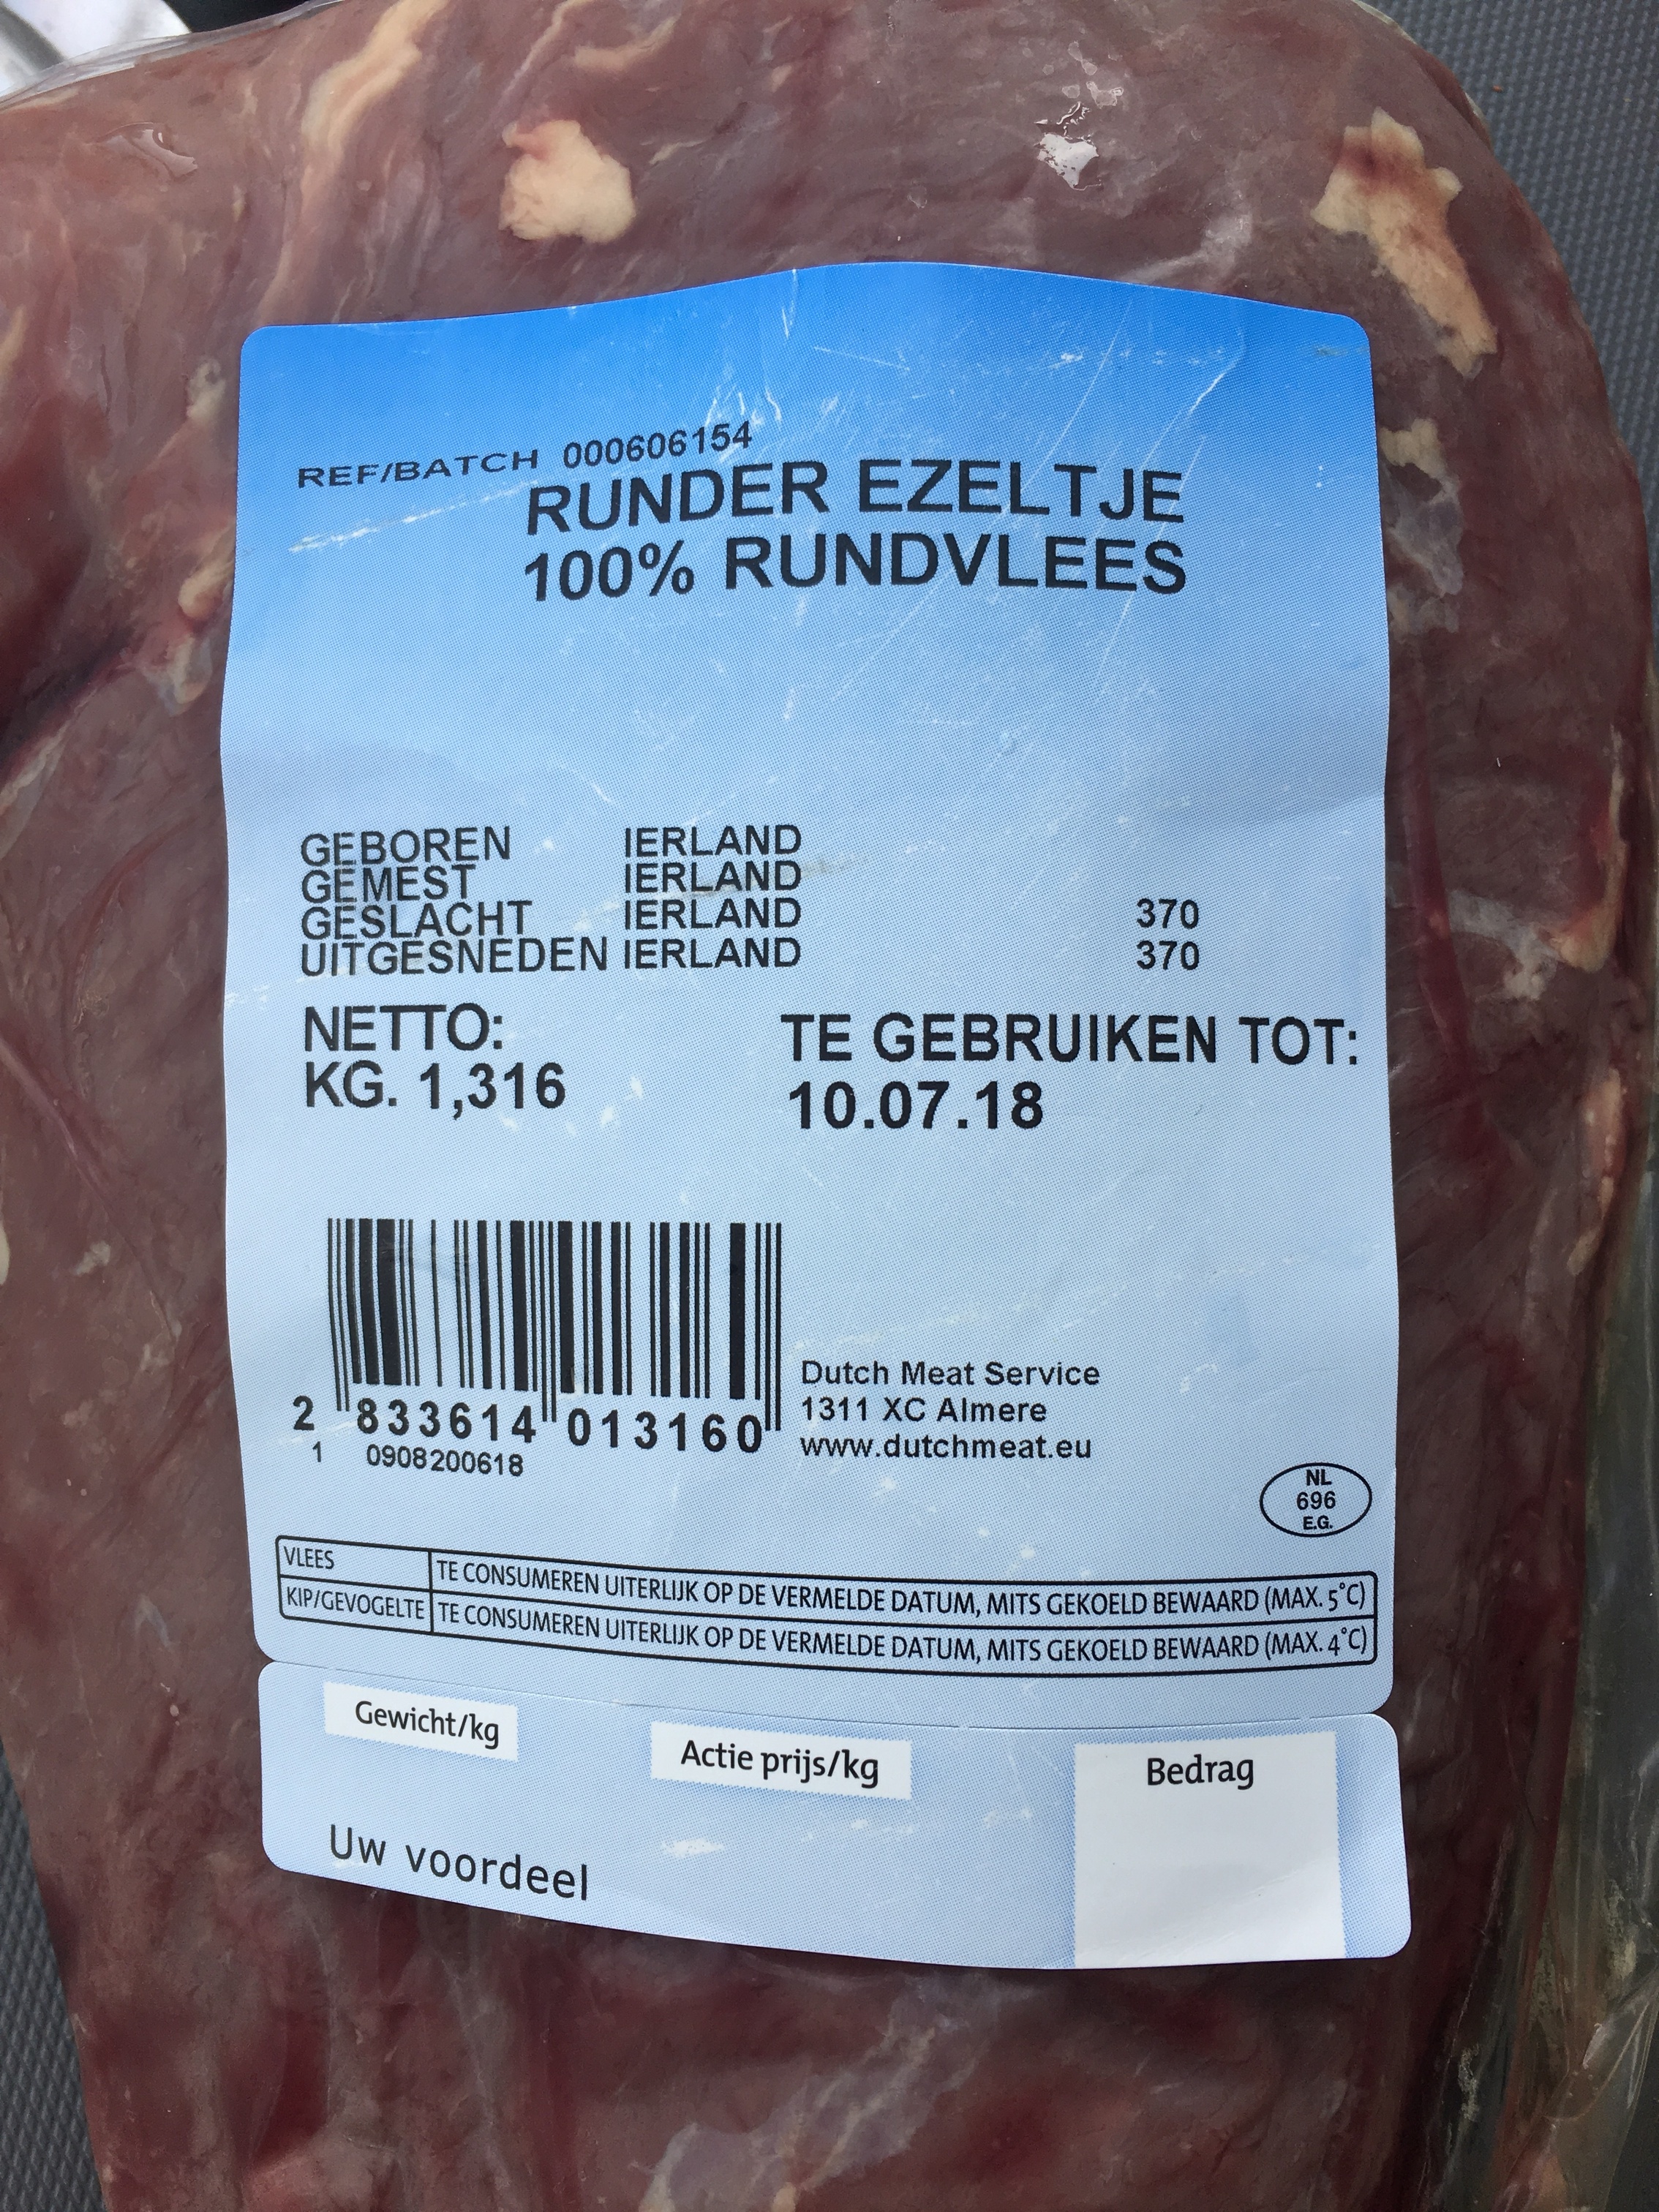 REF/BATCH 000606154
RUNDER EZELTJE
100% RUNDVLEES
GEBOREN IERLAND
GEMEST IERLAND
GESLACHT IERLAND 370
UITGESNEDEN IERLAND 370
NETTO:
KG. 1,316
TE GEBRUIKEN TOT:
10.07.18
2 833614 013160
1 0908200618
Dutch Meat Service
1311 XC Almere
www.dutchmeat.eu
NL
696
E.G.
VLEES TE CONSUMEREN UITERLIJK OP DE VERMELDE DATUM, MITS GEKOELD BEWAARD (MAX. 5°C)
KIP/GEVOGELTE TE CONSUMEREN UITERLIJK OP DE VERMELDE DATUM, MITS GEKOELD BEWAARD (MAX. 4°C)
Gewicht/kg
Actie prijs/kg
Bedrag
Uw voordeel